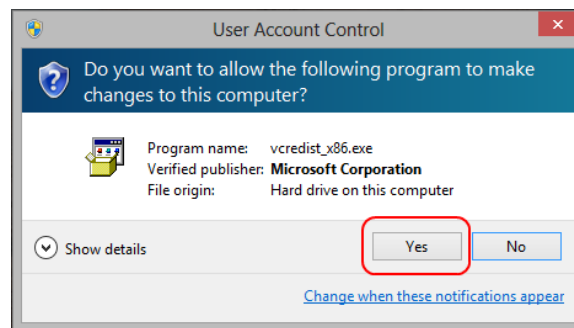 User Account Control
Do you want to allow the following program to make
changes to this computer?
Program name: vcredist_x86.exe
Verified publisher: Microsoft Corporation
File origin: Hard drive on this computer
Show details Yes No
Change when these notifications appear